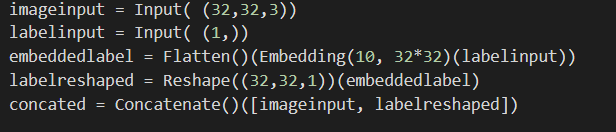 imageinput = Input( (32,32,3))
labelinput = Input( (1,))
embeddedlabel = Flatten()(Embedding(10, 32*32)(labelinput))
labelreshaped = Reshape((32,32,1))(embeddedlabel)
concated = Concatenate()([imageinput, labelreshaped])